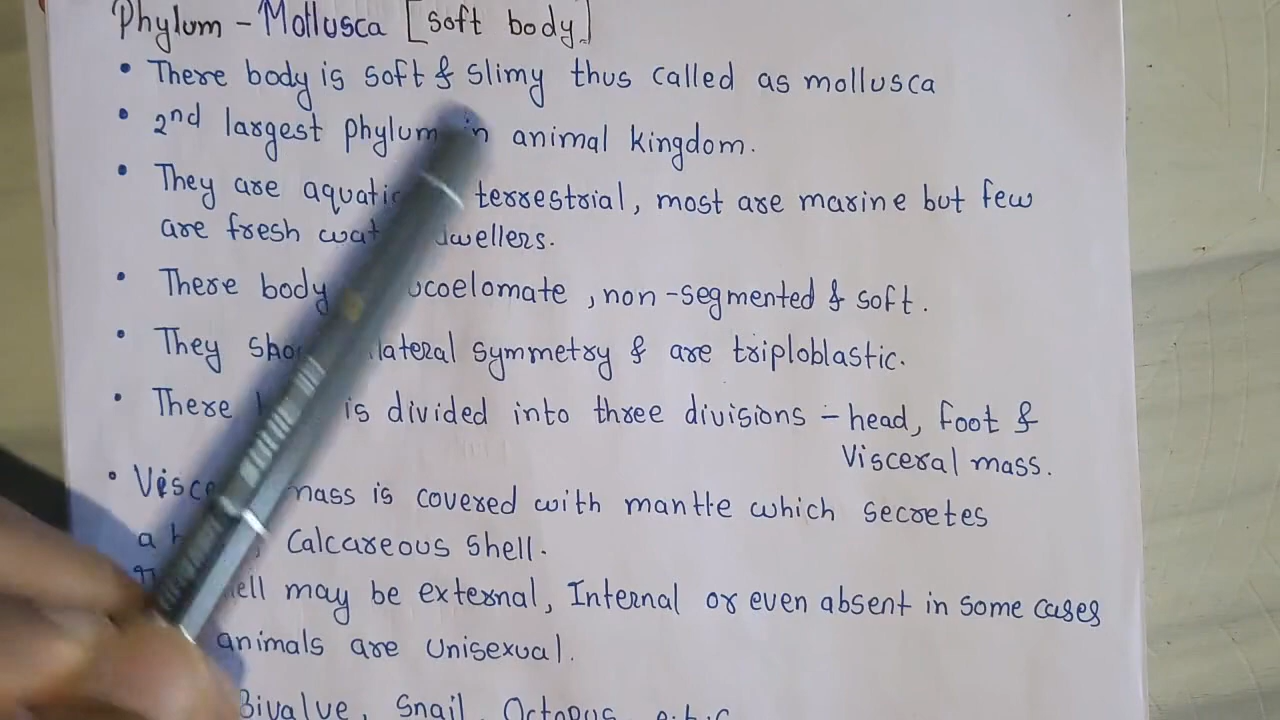 Phylum - Mollusca [soft body]
• There body is soft & slimy thus called as mollusca
• 2nd largest phylum in animal kingdom.
• They are aquatic terrestrial, most are marine but few
are fresh dwellers.
• There body non-segmented & soft.
• They symmetry & are triploblastic.
• There is divided into three divisions - head, foot &
Visceral mass.
• mass is covered with mantle which secretes
a calcareous shell.
may be external, Internal or even absent in some cases
animals are unisexual.
Bivalve, Snail, Octopus, etc